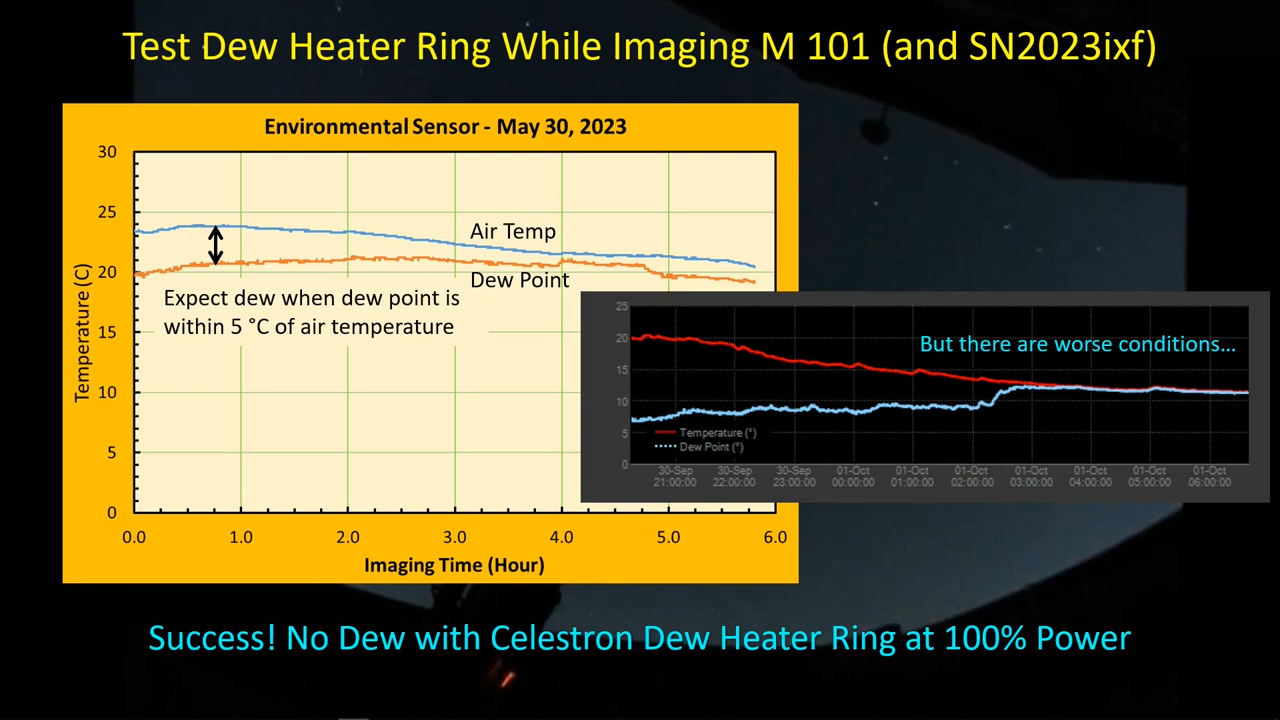 Test Dew Heater Ring While Imaging M 101 (and SN2023ixf)
Environmental Sensor - May 30, 2023
Temperature (C)
30
25
20
15
10
5
0
Air Temp
Dew Point
Expect dew when dew point is
within 5 °C of air temperature
0.0 1.0 2.0 3.0 4.0 5.0 6.0
Imaging Time (Hour)
But there are worse conditions…
25
20
15
10
5
0
Temperature (°)
Dew Point (°)
30-Sep 30-Sep 30-Sep 01-Oct 01-Oct 01-Oct 01-Oct 01-Oct 01-Oct 01-Oct
21:00:00 22:00:00 23:00:00 00:00:00 01:00:00 02:00:00 03:00:00 04:00:00 05:00:00 06:00:00
Success! No Dew with Celestron Dew Heater Ring at 100% Power